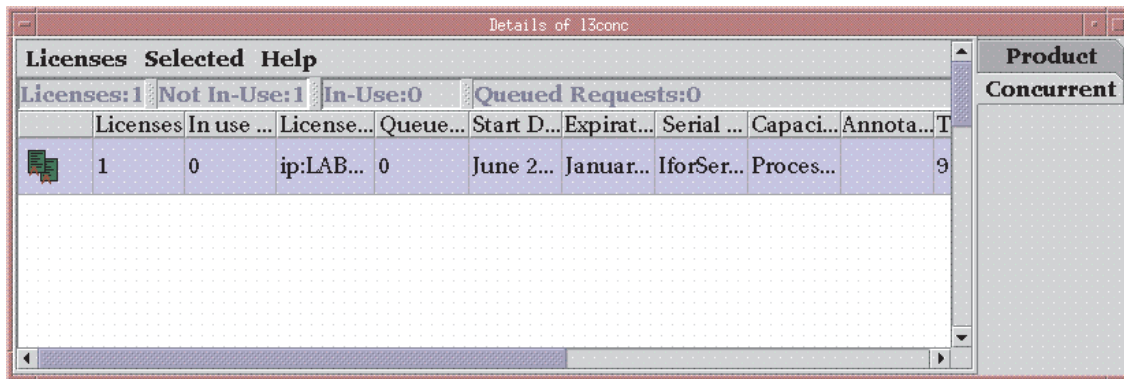 Details of l3conc
Licenses Selected Help
Product
Concurrent
Licenses:1 Not In-Use:1 In-Use:0 Queued Requests:0
Licenses In use ... License... Queue... Start D... Expirat... Serial ... Capaci... Annota... T
1 0 ip:LAB... 0 June 2... Januar... IforSer... Proces... 9